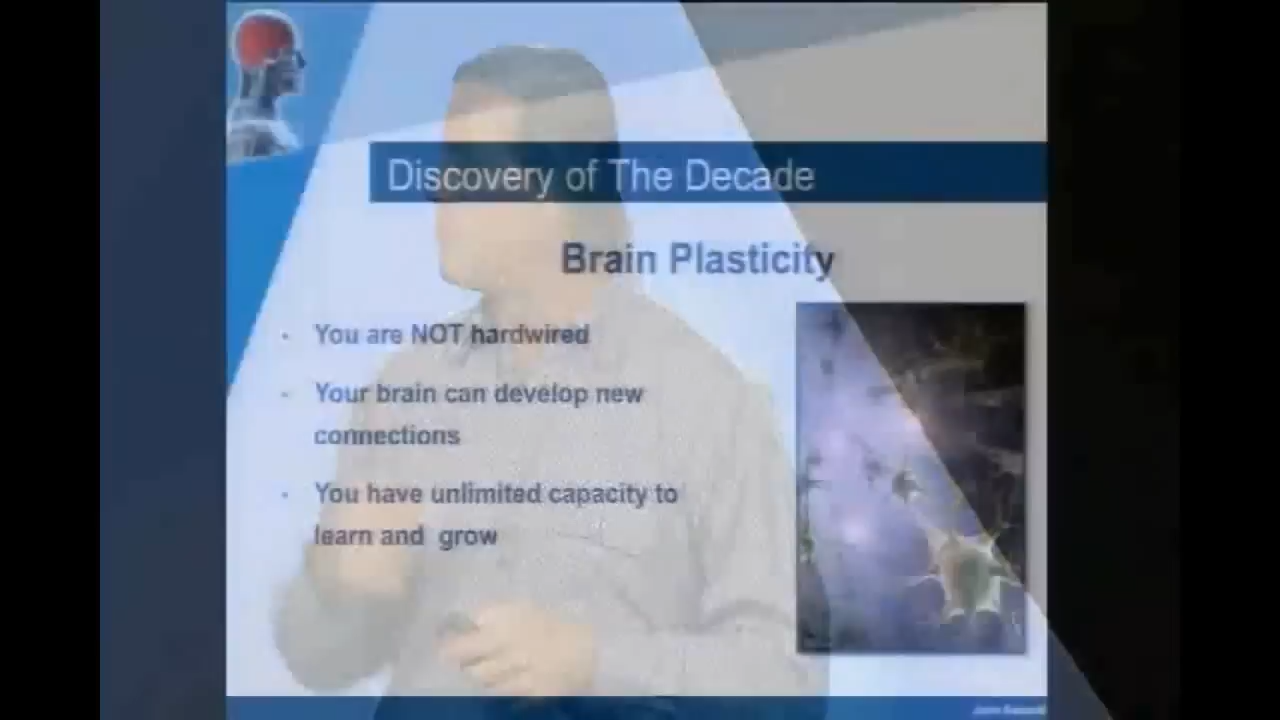 Discovery of The Decade
Brain Plasticity
You are NOT hardwired
Your brain can develop new
connections
You have unlimited capacity to
learn and grow